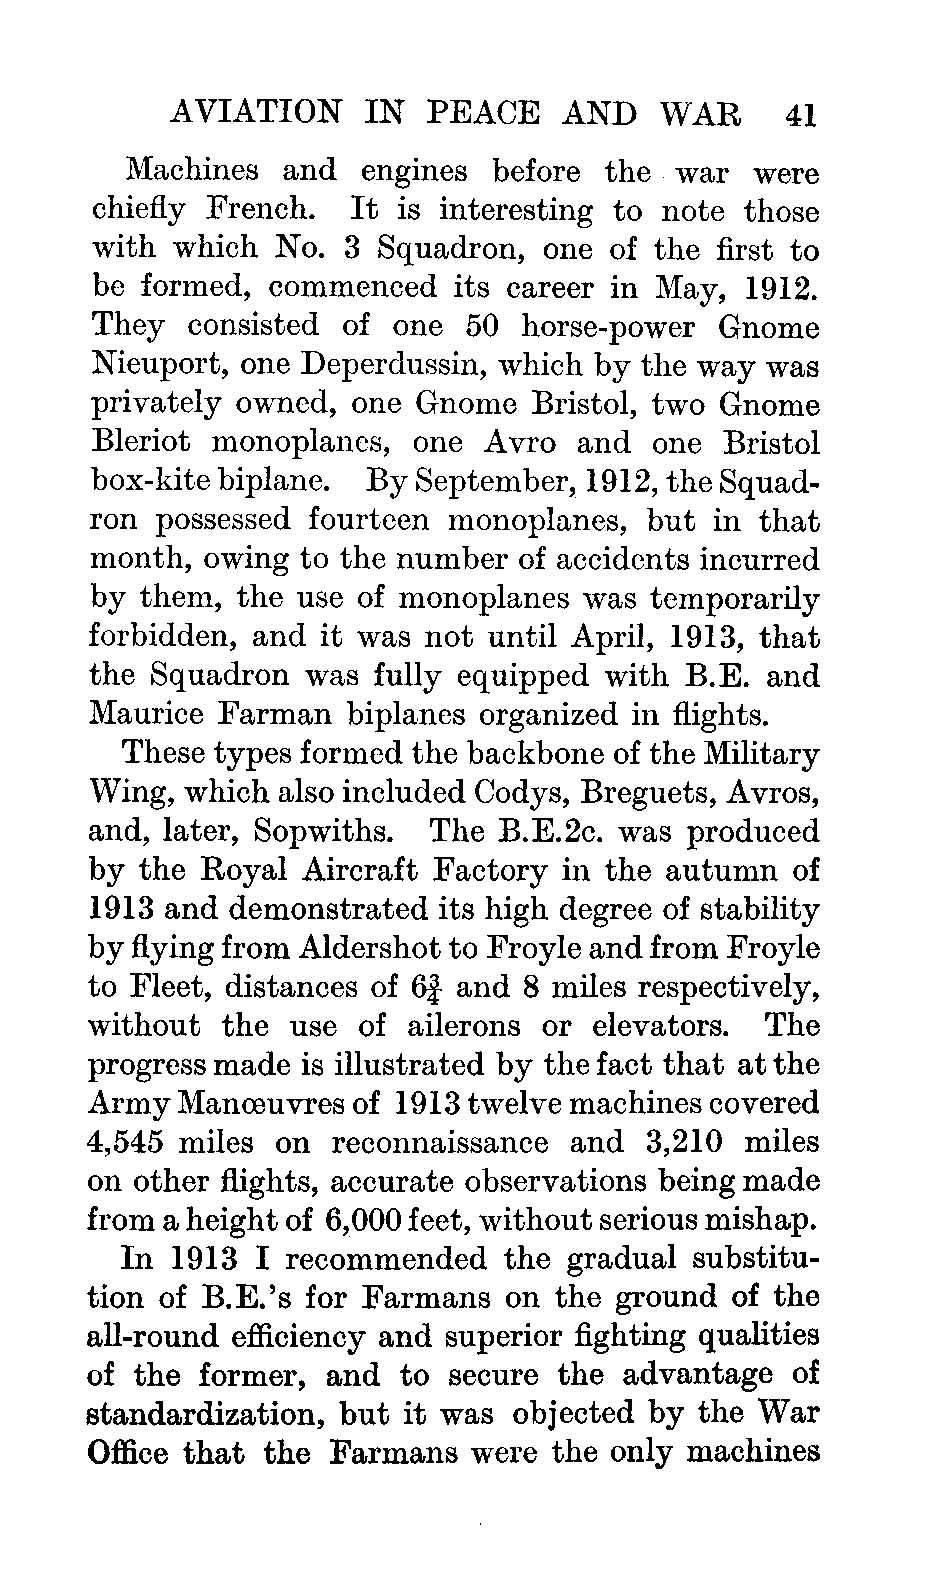 AVIATION IN PEACE AND WAR 41
Machines and engines before the war were
chiefly French. It is interesting to note those
with which No. 3 Squadron, one of the first to
be formed, commenced its career in May, 1912.
They consisted of one 50 horse-power Gnome
Nieuport, one Deperdussin, which by the way was
privately owned, one Gnome Bristol, two Gnome
Bleriot monoplanes, one Avro and one Bristol
box-kite biplane. By September, 1912, the Squad-
ron possessed fourteen monoplanes, but in that
month, owing to the number of accidents incurred
by them, the use of monoplanes was temporarily
forbidden, and it was not until April, 1913, that
the Squadron was fully equipped with B.E. and
Maurice Farman biplanes organized in flights.
These types formed the backbone of the Military
Wing, which also included Codys, Breguets, Avros,
and, later, Sopwiths. The B.E.2c. was produced
by the Royal Aircraft Factory in the autumn of
1913 and demonstrated its high degree of stability
by flying from Aldershot to Froyle and from Froyle
to Fleet, distances of 6¾ and 8 miles respectively,
without the use of ailerons or elevators. The
progress made is illustrated by the fact that at the
Army Manœuvres of 1913 twelve machines covered
4,545 miles on reconnaissance and 3,210 miles
on other flights, accurate observations being made
from a height of 6,000 feet, without serious mishap.
In 1913 I recommended the gradual substitu-
tion of B.E.'s for Farmans on the ground of the
all-round efficiency and superior fighting qualities
of the former, and to secure the advantage of
standardization, but it was objected by the War
Office that the Farmans were the only machines